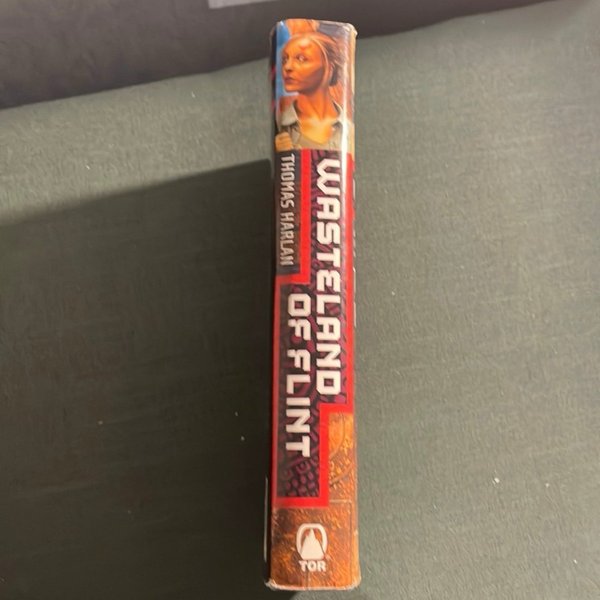 THOMAS HARLAN
WASTELAND
OF FLINT
TOR